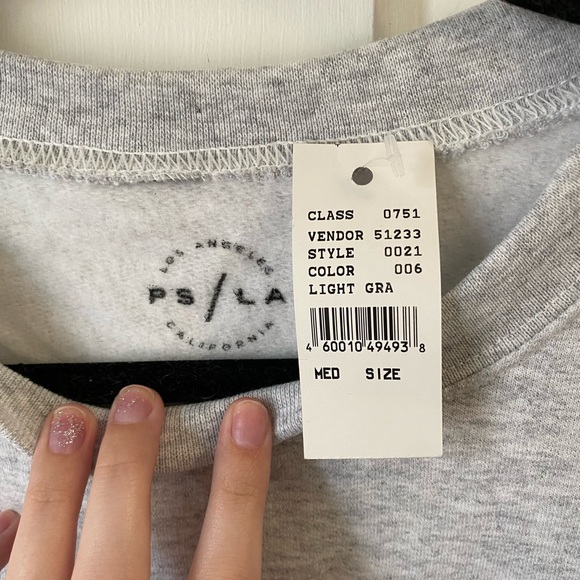 LOS ANGELES
PS/LA
CALIFORNIA
CLASS 0751
VENDOR 51233
STYLE 0021
COLOR 006
LIGHT GRA
4 60010 49493 8
MED SIZE